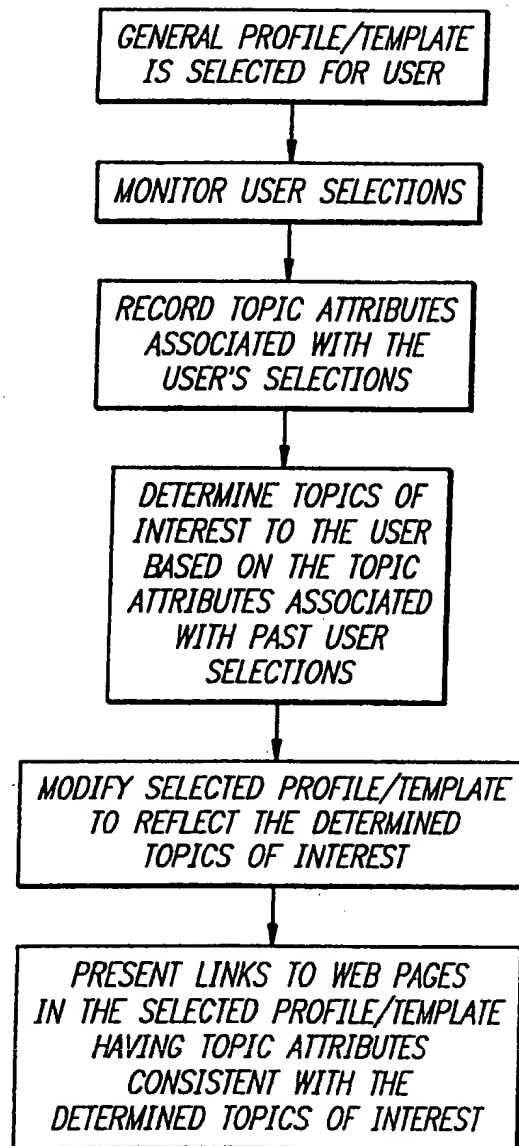 GENERAL PROFILE/TEMPLATE
IS SELECTED FOR USER
MONITOR USER SELECTIONS
RECORD TOPIC ATTRIBUTES
ASSOCIATED WITH THE
USER'S SELECTIONS
DETERMINE TOPICS OF
INTEREST TO THE USER
BASED ON THE TOPIC
ATTRIBUTES ASSOCIATED
WITH PAST USER
SELECTIONS
MODIFY SELECTED PROFILE/TEMPLATE
TO REFLECT THE DETERMINED
TOPICS OF INTEREST
PRESENT LINKS TO WEB PAGES
IN THE SELECTED PROFILE/TEMPLATE
HAVING TOPIC ATTRIBUTES
CONSISTENT WITH THE
DETERMINED TOPICS OF INTEREST